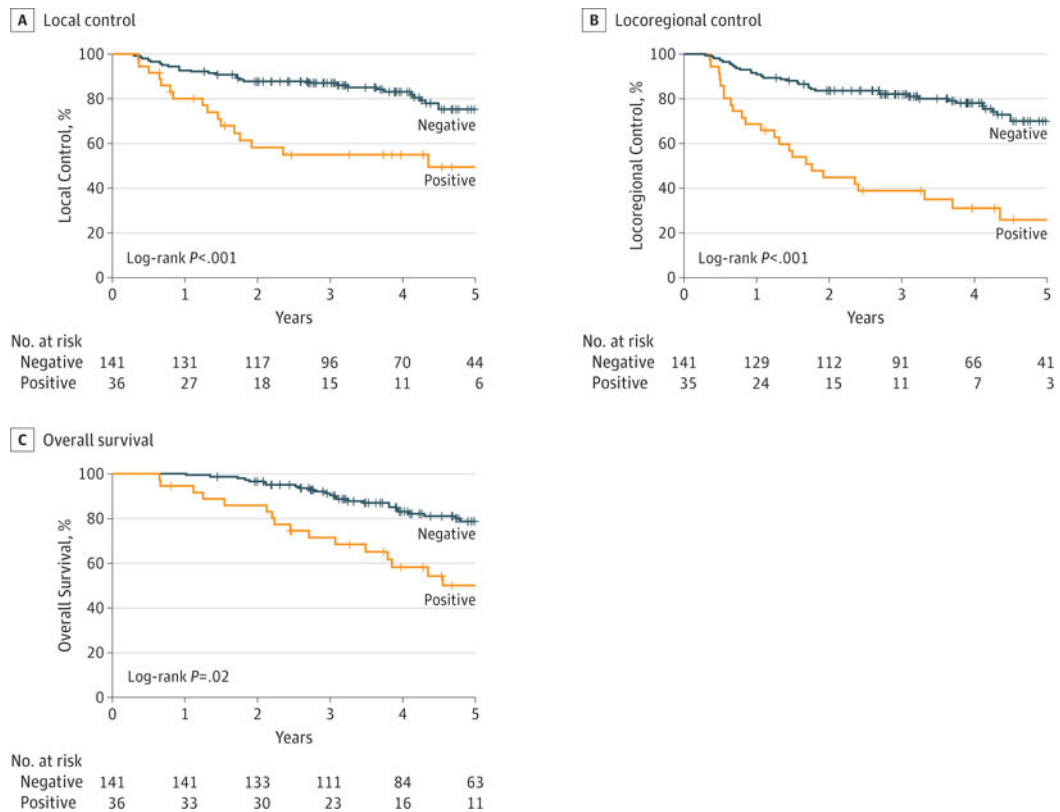 A Local control
100
80
60
40
20
0
Local Control, %
Negative
Positive
Log-rank P<.001
0 1 2 3 4 5
Years
No. at risk
Negative 141 131 117 96 70 44
Positive 36 27 18 15 11 6
B Locoregional control
100
80
60
40
20
0
Locoregional Control, %
Negative
Positive
Log-rank P<.001
0 1 2 3 4 5
Years
No. at risk
Negative 141 129 112 91 66 41
Positive 35 24 15 11 7 3
C Overall survival
100
80
60
40
20
0
Overall Survival, %
Negative
Positive
Log-rank P=.02
0 1 2 3 4 5
Years
No. at risk
Negative 141 141 133 111 84 63
Positive 36 33 30 23 16 11